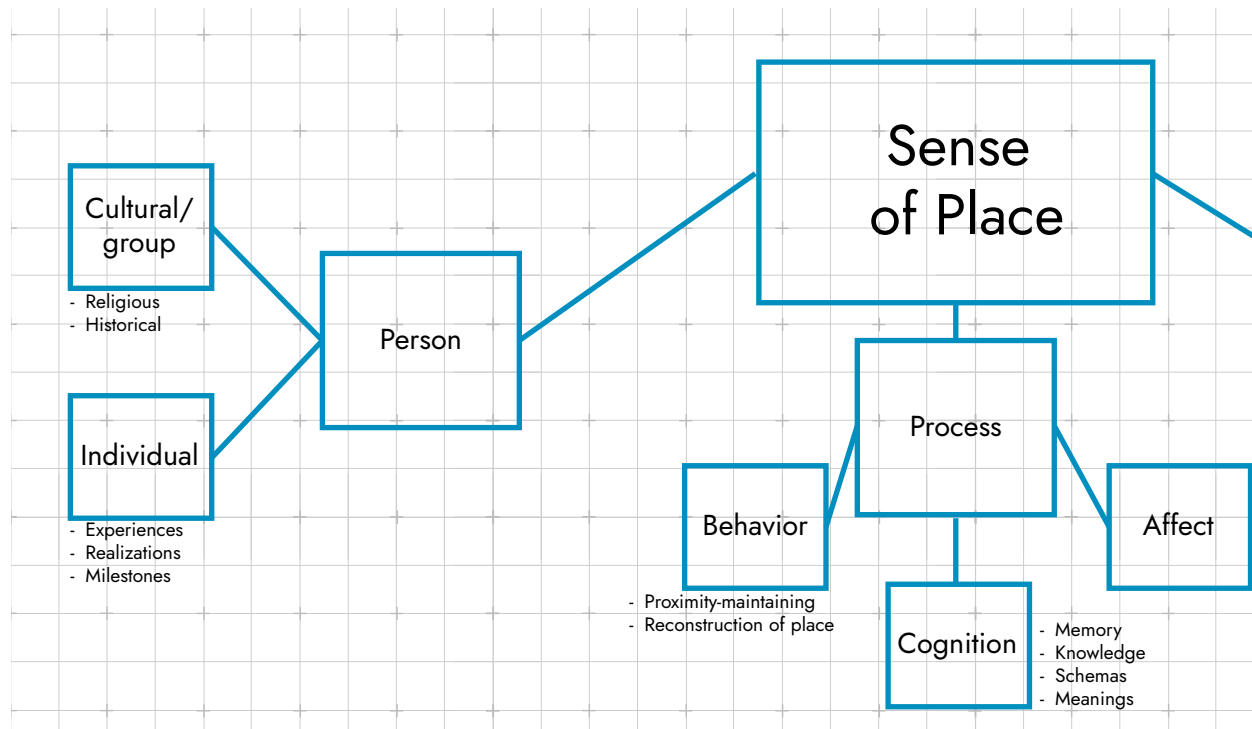 Sense
of Place
Cultural/
group
- Religious
- Historical
Person
Individual
- Experiences
- Realizations
- Milestones
Process
Behavior
- Proximity-maintaining
- Reconstruction of place
Cognition
- Memory
- Knowledge
- Schemas
- Meanings
Affect